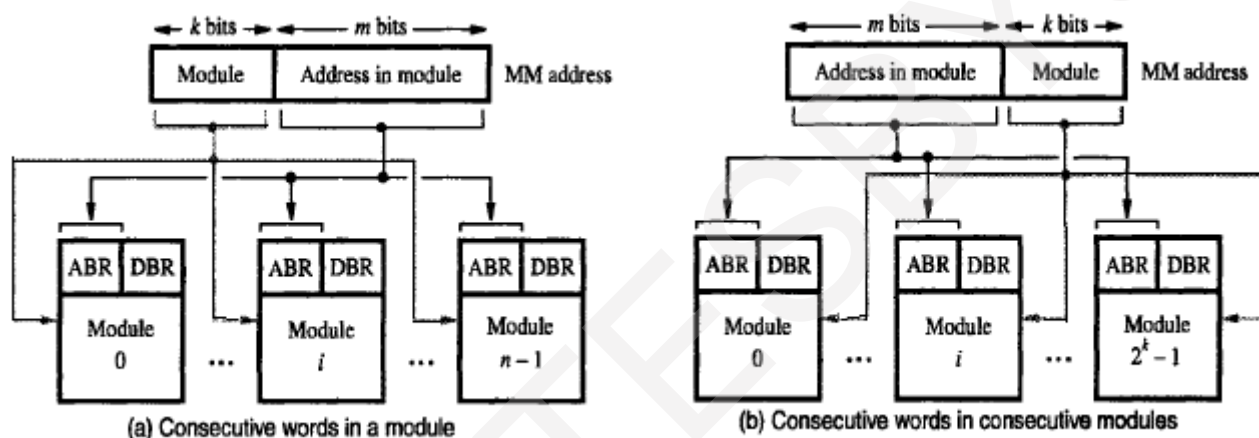 k bits m bits
Module Address in module MM address
ABR DBR ABR DBR ABR DBR
Module 0 ... Module i ... Module n – 1
(a) Consecutive words in a module
m bits k bits
Address in module Module MM address
ABR DBR ABR DBR ABR DBR
Module 0 ... Module i ... Module 2^k – 1
(b) Consecutive words in consecutive modules